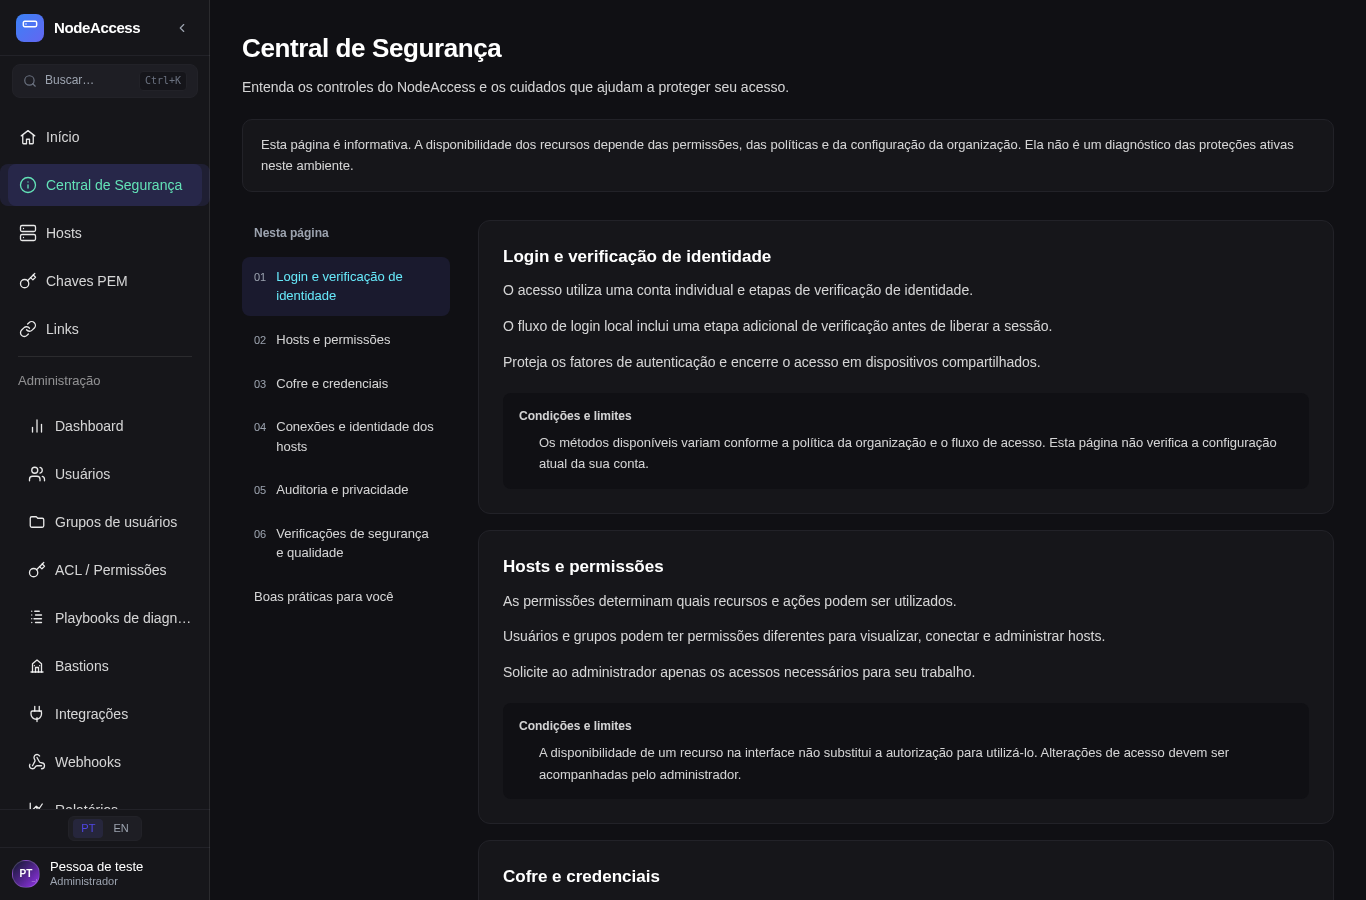 NodeAccess
Buscar…
Ctrl+K
Início
Central de Segurança
Hosts
Chaves PEM
Links
Administração
Dashboard
Usuários
Grupos de usuários
ACL / Permissões
Playbooks de diagn…
Bastions
Integrações
Webhooks
Relatórios
PT EN
PT
Pessoa de teste
Administrador
Central de Segurança
Entenda os controles do NodeAccess e os cuidados que ajudam a proteger seu acesso.
Esta página é informativa. A disponibilidade dos recursos depende das permissões, das políticas e da configuração da organização. Ela não é um diagnóstico das proteções ativas
neste ambiente.
Nesta página
01 Login e verificação de
identidade
02 Hosts e permissões
03 Cofre e credenciais
04 Conexões e identidade dos
hosts
05 Auditoria e privacidade
06 Verificações de segurança
e qualidade
Boas práticas para você
Login e verificação de identidade
O acesso utiliza uma conta individual e etapas de verificação de identidade.
O fluxo de login local inclui uma etapa adicional de verificação antes de liberar a sessão.
Proteja os fatores de autenticação e encerre o acesso em dispositivos compartilhados.
Condições e limites
Os métodos disponíveis variam conforme a política da organização e o fluxo de acesso. Esta página não verifica a configuração
atual da sua conta.
Hosts e permissões
As permissões determinam quais recursos e ações podem ser utilizados.
Usuários e grupos podem ter permissões diferentes para visualizar, conectar e administrar hosts.
Solicite ao administrador apenas os acessos necessários para seu trabalho.
Condições e limites
A disponibilidade de um recurso na interface não substitui a autorização para utilizá-lo. Alterações de acesso devem ser
acompanhadas pelo administrador.
Cofre e credenciais